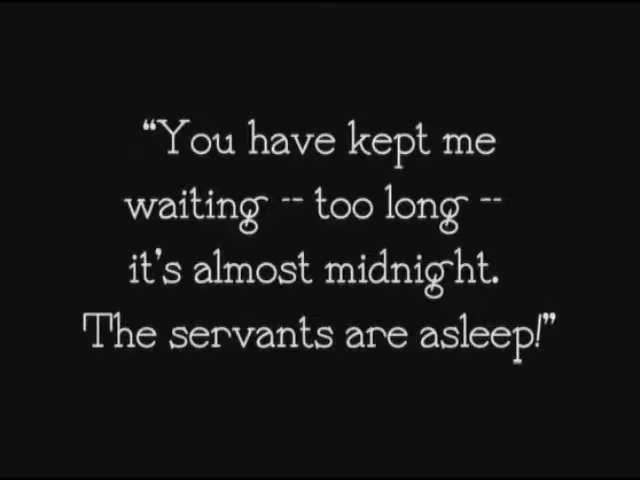 “You have kept me
waiting -- too long --
it's almost midnight.
The servants are asleep!”